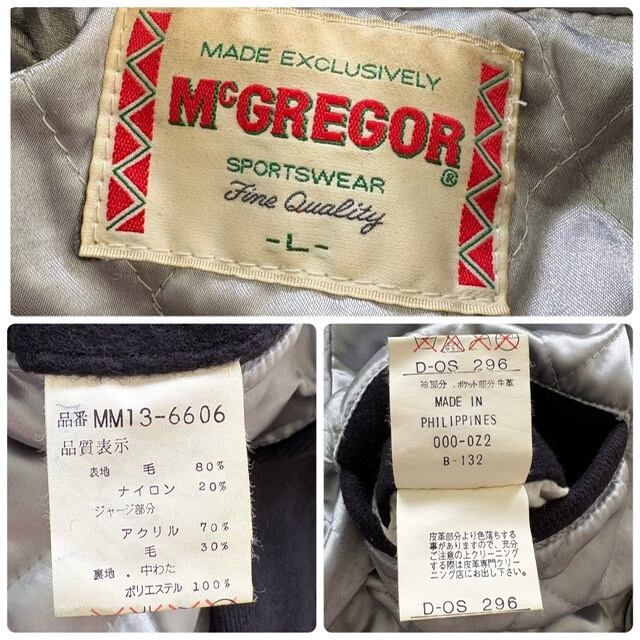 MADE EXCLUSIVELY
McGREGOR®
SPORTSWEAR
Fine Quality
-L-
品番 MM13-6606
品質表示
表地 毛 80%
ナイロン 20%
ジャージ部分
アクリル 70%
毛 30%
裏地・中わた
ポリエステル 100%
D-OS 296
袖部分・ポケット部分 牛革
MADE IN
PHILIPPINES
000-0Z2
B-132
皮革部分より色落ちする
事がありますので、充分
ご注意の上クリーニング
する際は皮革専門クリー
ニング店にお出し下さい。
D-OS 296